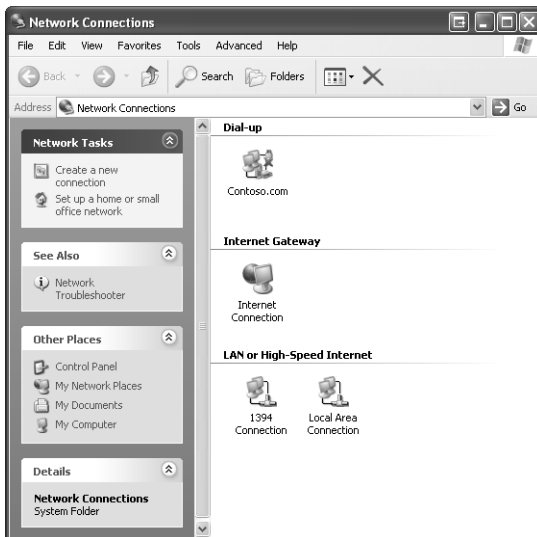 Network Connections
File Edit View Favorites Tools Advanced Help
Back Search Folders
Address Network Connections Go
Network Tasks
Create a new
connection
Set up a home or small
office network
See Also
Network
Troubleshooter
Other Places
Control Panel
My Network Places
My Documents
My Computer
Details
Network Connections
System Folder
Dial-up
Contoso.com
Internet Gateway
Internet
Connection
LAN or High-Speed Internet
1394
Connection
Local Area
Connection